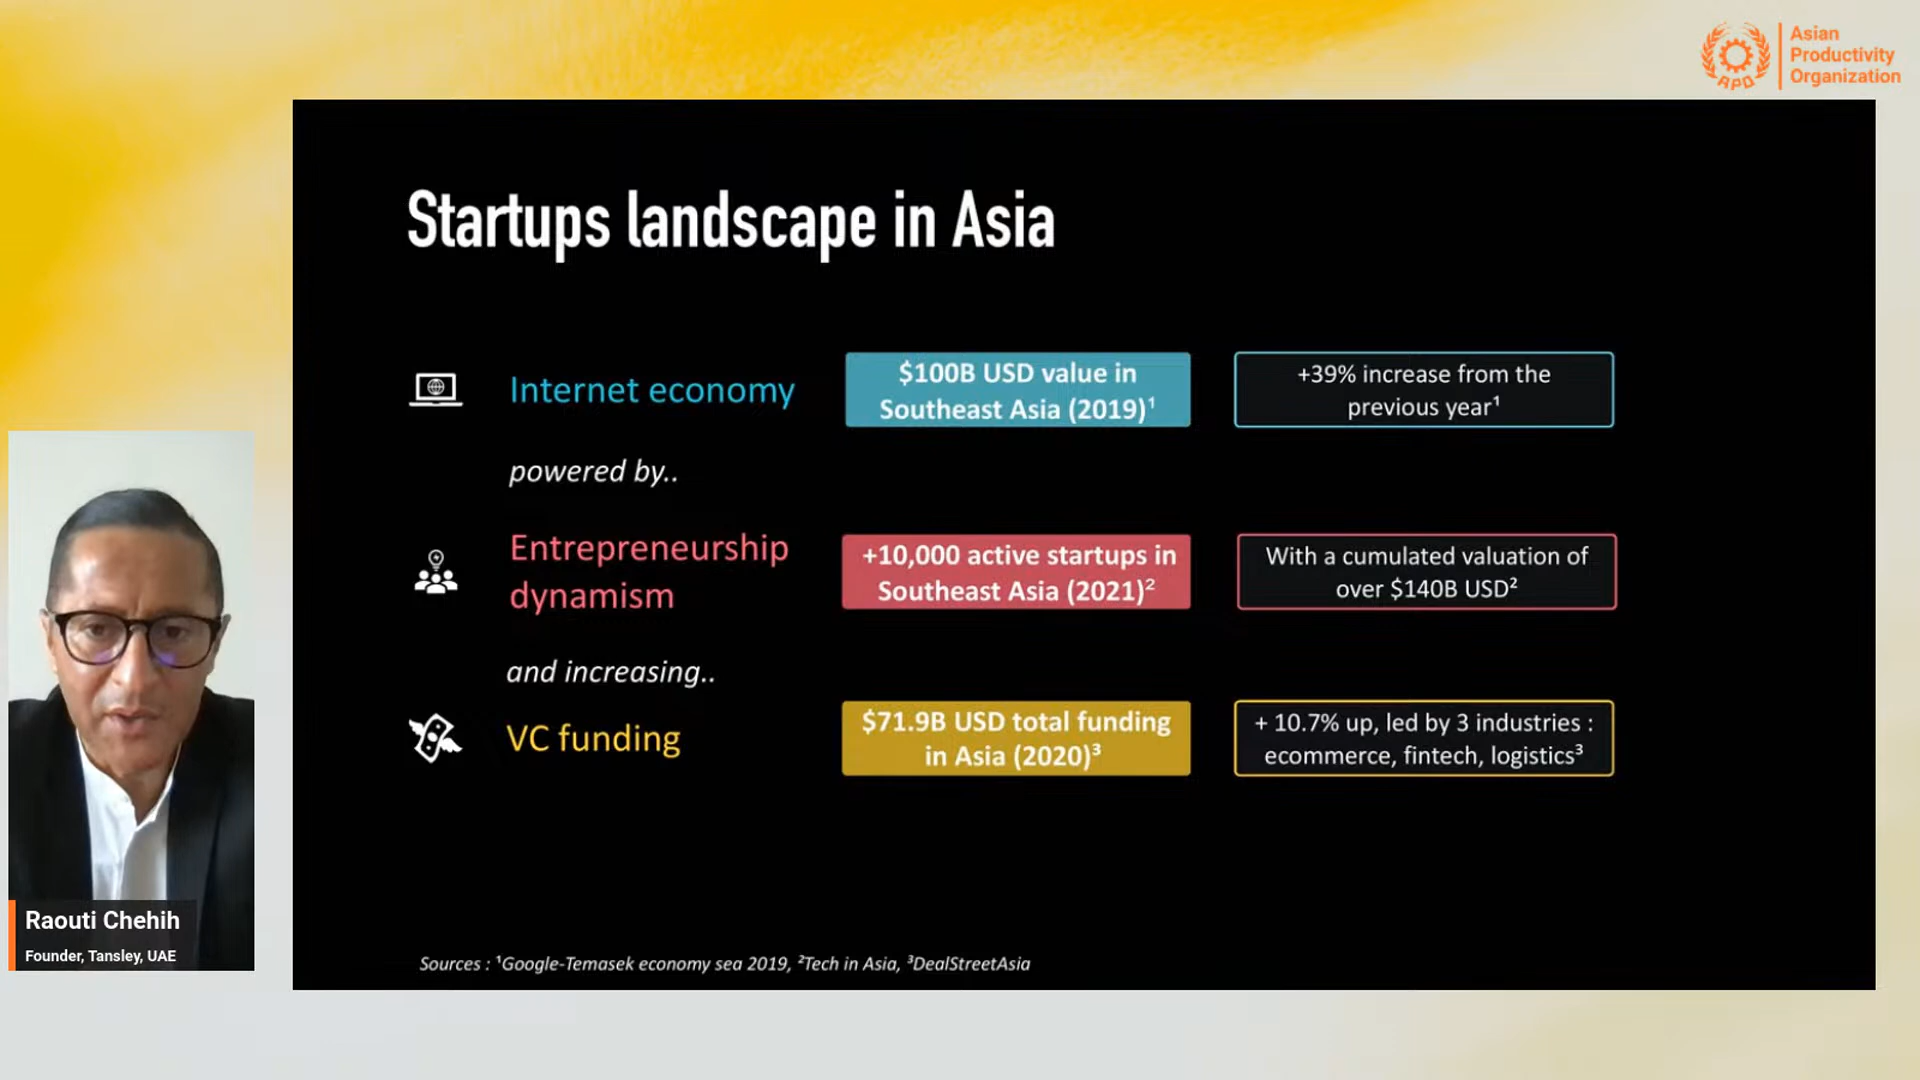 Asian
Productivity
Organization
APO
Startups landscape in Asia
Internet economy
$100B USD value in
Southeast Asia (2019)¹
+39% increase from the
previous year¹
powered by..
Entrepreneurship
dynamism
+10,000 active startups in
Southeast Asia (2021)²
With a cumulated valuation of
over $140B USD²
and increasing..
VC funding
$71.9B USD total funding
in Asia (2020)³
+ 10.7% up, led by 3 industries :
ecommerce, fintech, logistics³
Raouti Chehih
Founder, Tansley, UAE
Sources : ¹Google-Temasek economy sea 2019, ²Tech in Asia, ³DealStreetAsia